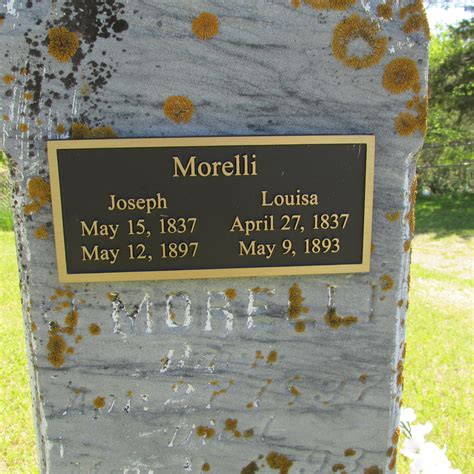 Morelli
Joseph Louisa
May 15, 1837 April 27, 1837
May 12, 1897 May 9, 1893
J. MORELLI